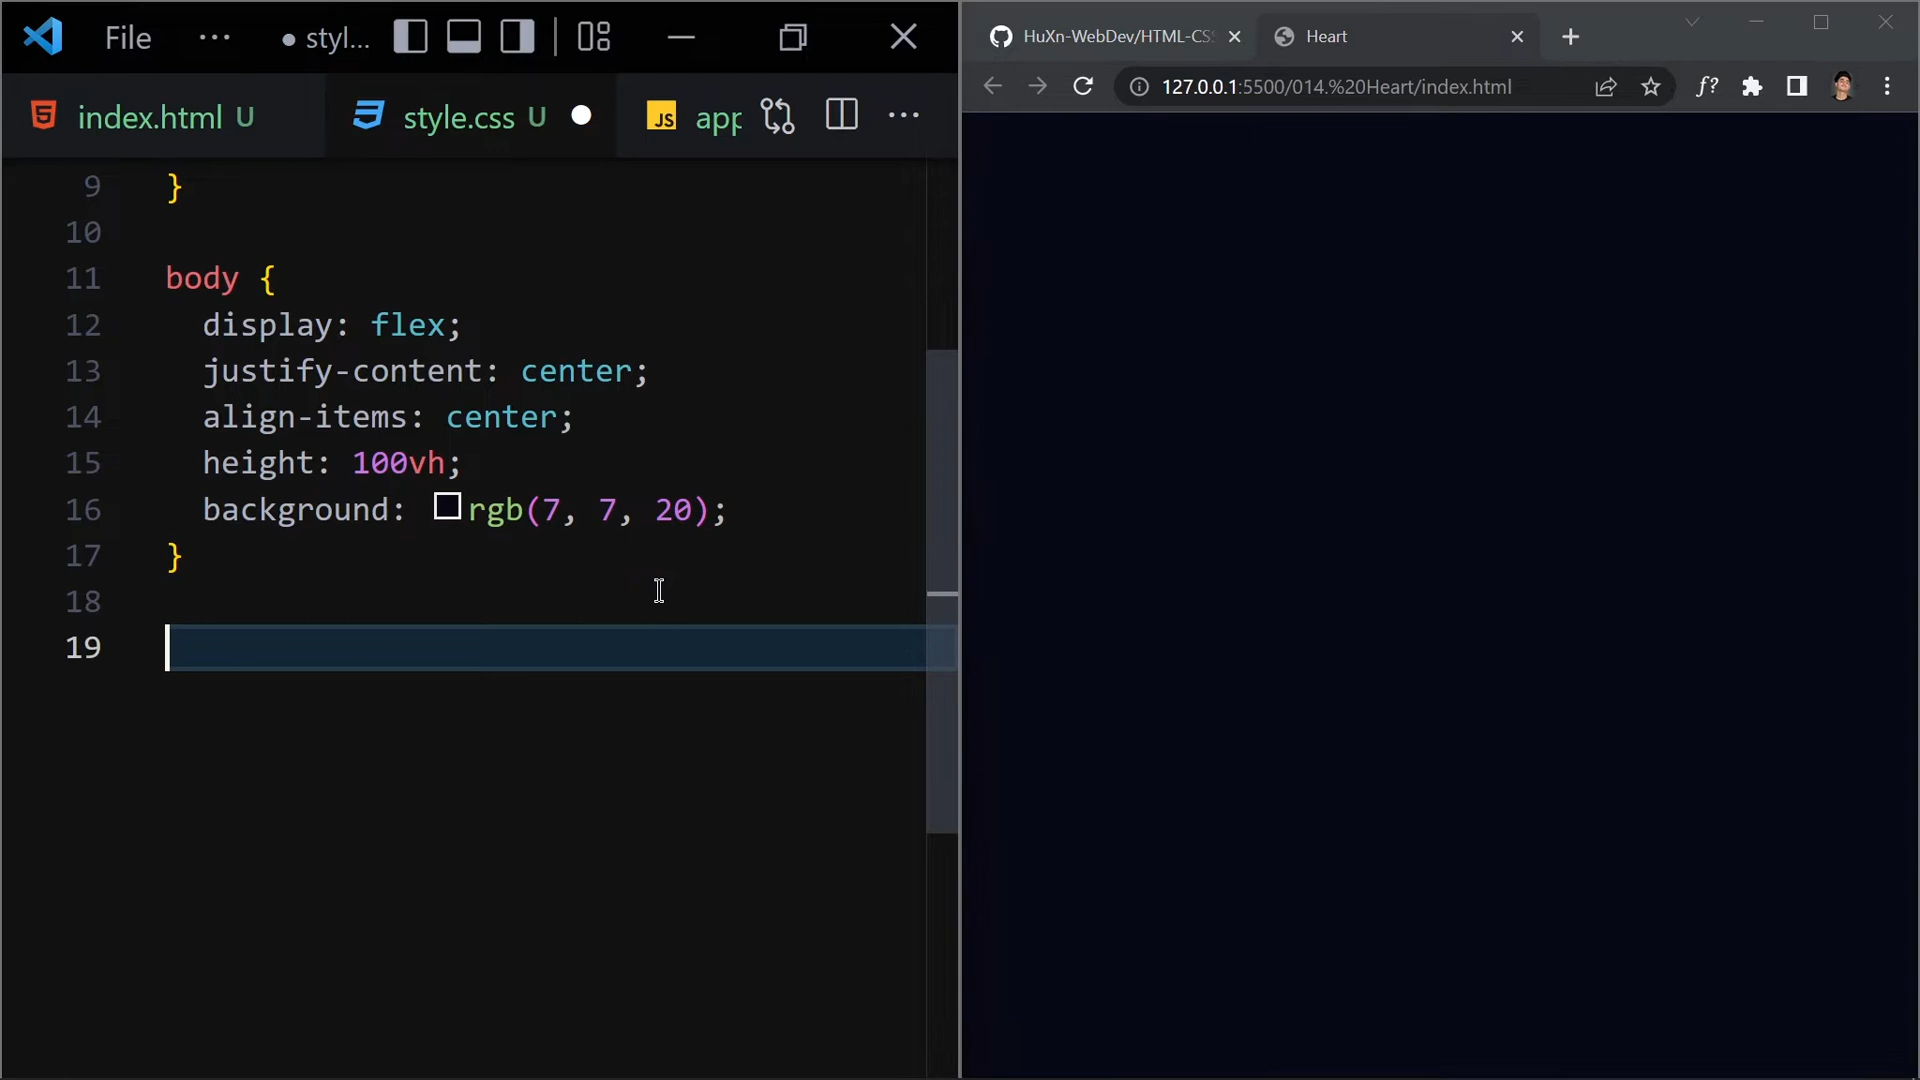 File ··· ● styl...
index.html U style.css U ● JS app ···
9 }
10
11 body {
12 display: flex;
13 justify-content: center;
14 align-items: center;
15 height: 100vh;
16 background: rgb(7, 7, 20);
17 }
18
19
HuXn-WebDev/HTML-CS Heart
127.0.0.1:5500/014.%20Heart/index.html f?